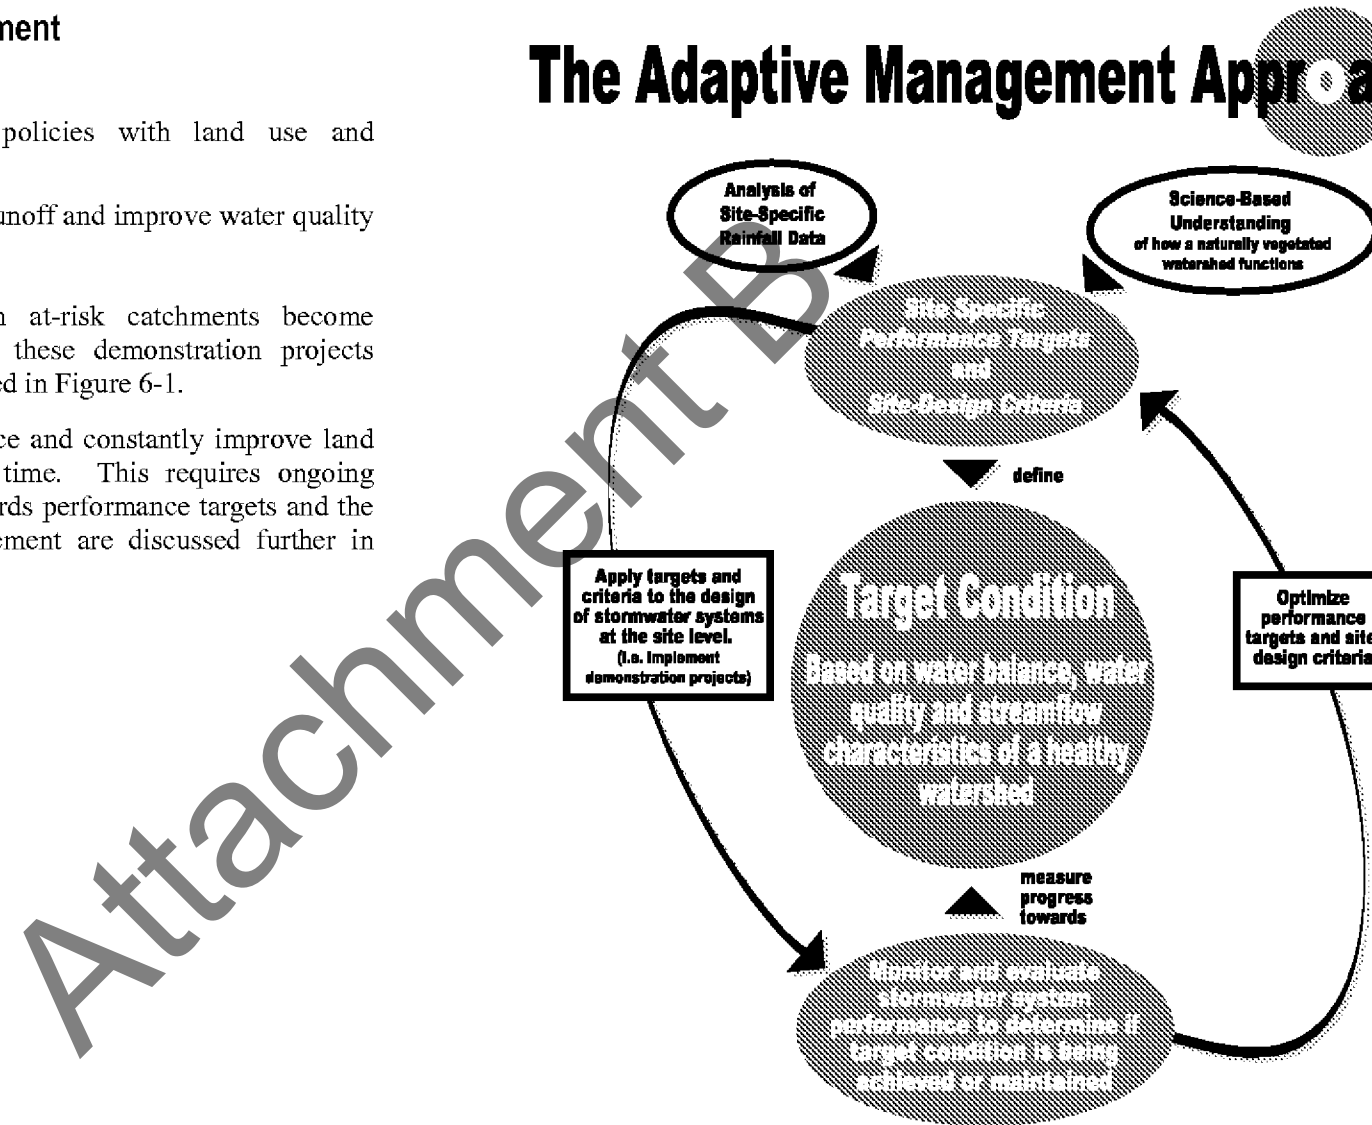 ment
policies with land use and
unoff and improve water quality
n at-risk catchments become
these demonstration projects
ed in Figure 6-1.
ce and constantly improve land
time. This requires ongoing
rds performance targets and the
ement are discussed further in
The Adaptive Management Approa
Analysis of
Site-Specific
Rainfall Data
Science-Based
Understanding
of how a naturally vegetated
watershed functions
Site Specific
Performance Targets
and
Site-Design Criteria
define
Target Condition
Based on water balance, water
quality and streamflow
characteristics of a healthy
watershed
Apply targets and
criteria to the design
of stormwater systems
at the site level.
(i.e. implement
demonstration projects)
Optimize
performance
targets and site
design criteria
measure
progress
towards
Monitor and evaluate
stormwater system
performance to determine if
target condition is being
achieved or maintained
Attachment B